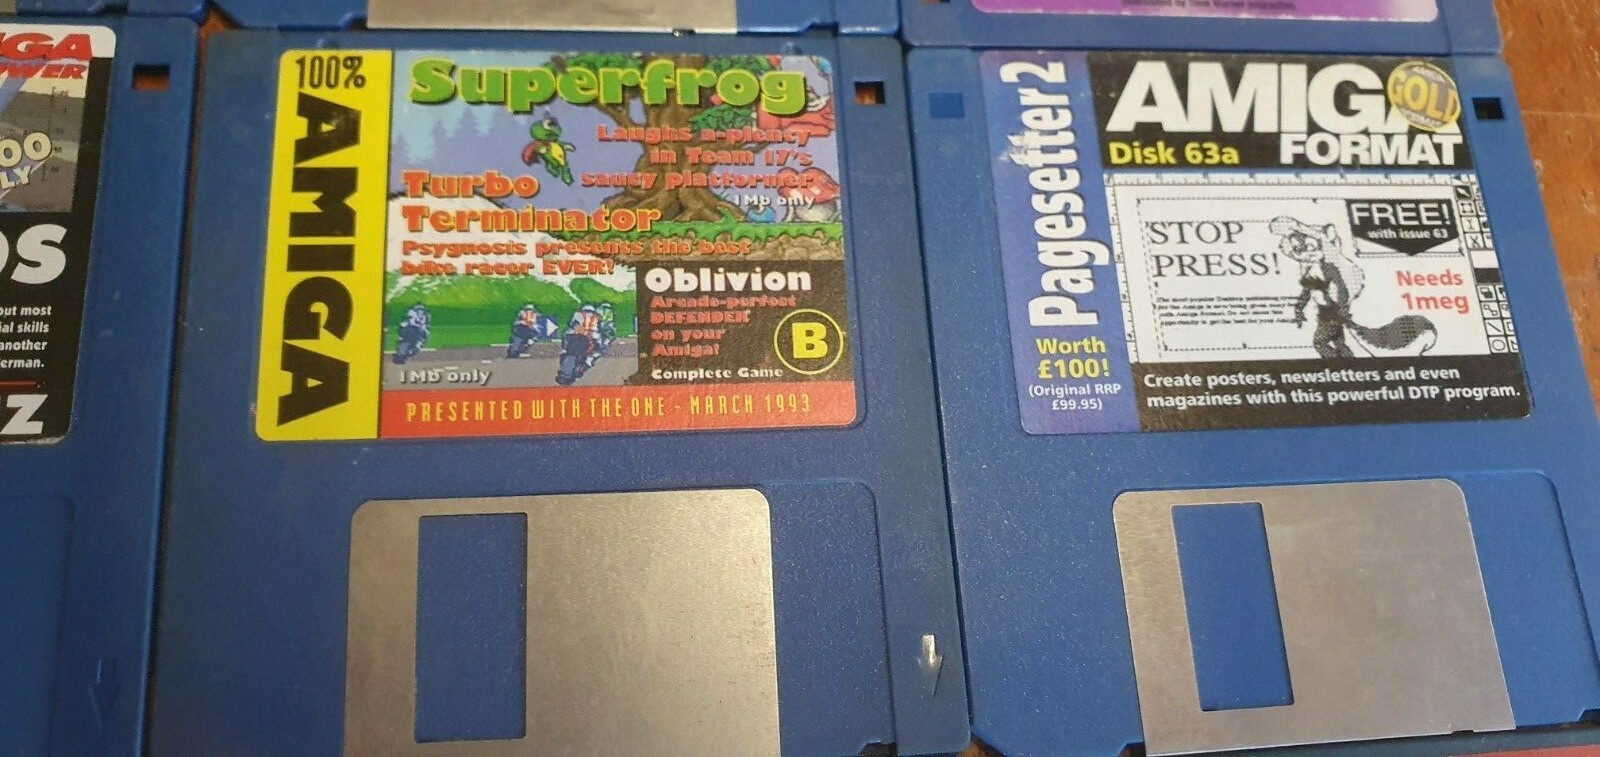 100%
AMIGA
Superfrog
Laughs a-plenty
in Team 17's
saucy platformer
1Mb only
Turbo
Terminator
Psygnosis presents the best
bike racer EVER!
1Mb only
Oblivion
Arcade-perfect
DEFENDER
on your
Amiga!
Complete Game
B
PRESENTED WITH THE ONE - MARCH 1993
Pagesetter 2
Worth
£100!
(Original RRP
£99.95)
AMIGA
FORMAT
GOLD
Disk 63a
FREE!
with issue 63
STOP
PRESS!
Needs
1meg
Create posters, newsletters and even
magazines with this powerful DTP program.
but most
skills
another